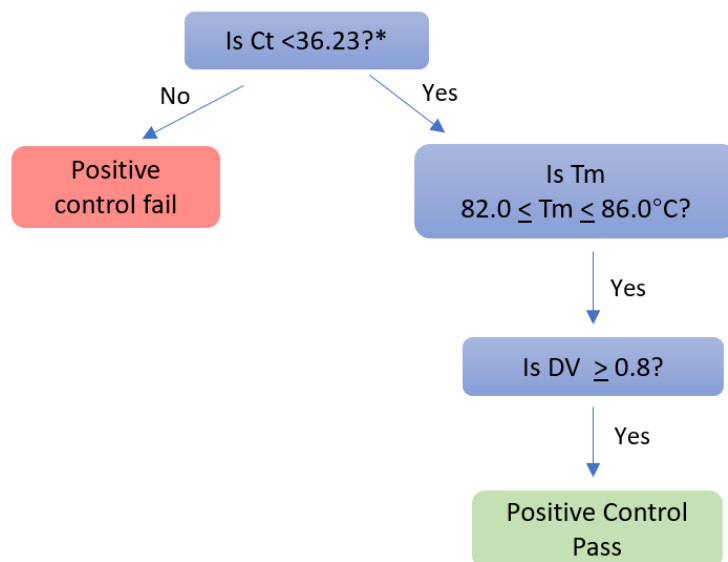 Is Ct <36.23?*
No
Yes
Positive
control fail
Is Tm
82.0 ≤ Tm ≤ 86.0°C?
Yes
Is DV ≥ 0.8?
Yes
Positive Control
Pass